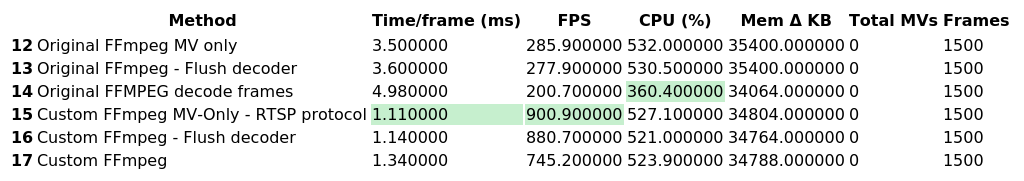 Method Time/frame (ms) FPS CPU (%) Mem Δ KB Total MVs Frames
12 Original FFmpeg MV only 3.500000 285.900000 532.000000 35400.000000 0 1500
13 Original FFmpeg - Flush decoder 3.600000 277.900000 530.500000 35400.000000 0 1500
14 Original FFMPEG decode frames 4.980000 200.700000 360.400000 34064.000000 0 1500
15 Custom FFmpeg MV-Only - RTSP protocol 1.110000 900.900000 527.100000 34804.000000 0 1500
16 Custom FFmpeg - Flush decoder 1.140000 880.700000 521.000000 34764.000000 0 1500
17 Custom FFmpeg 1.340000 745.200000 523.900000 34788.000000 0 1500